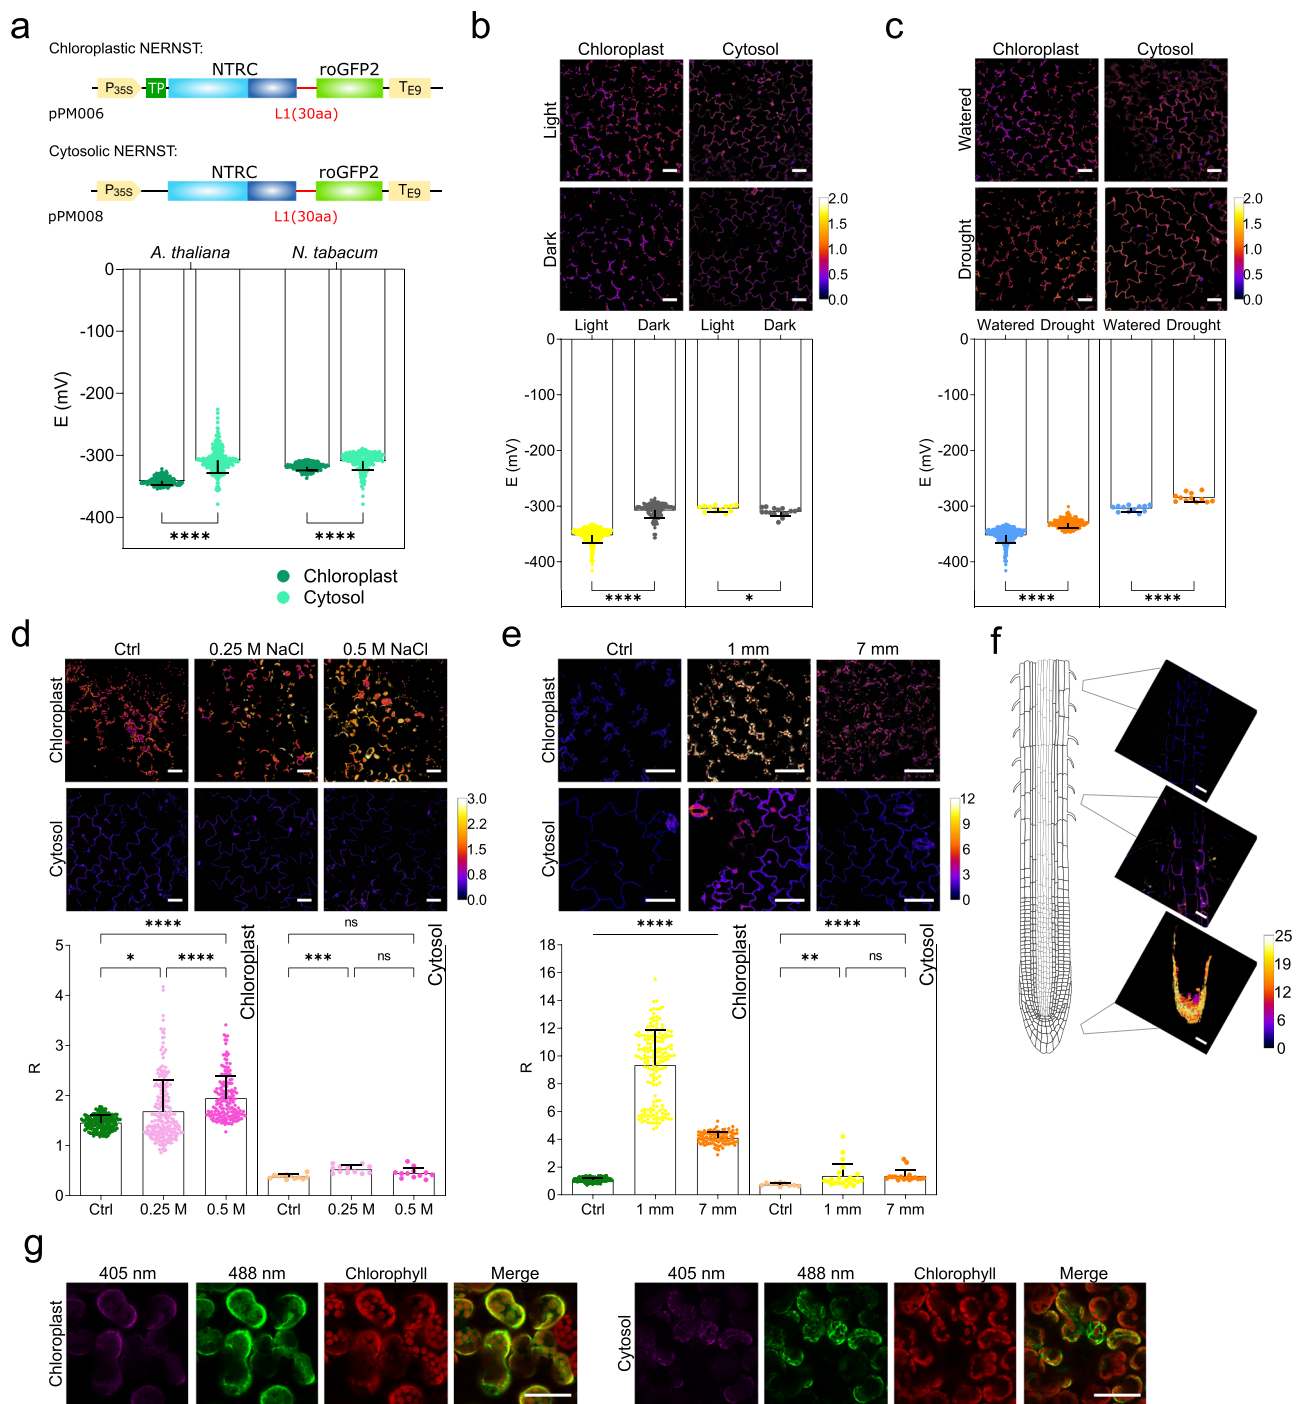 a
Chloroplastic NERNST:
NTRC roGFP2
P35S TP TE9
pPM006 L1(30aa)
Cytosolic NERNST:
NTRC roGFP2
P35S TE9
pPM008 L1(30aa)
A. thaliana N. tabacum
0
-100
-200
-300
-400
E (mV)
**** ****
Chloroplast
Cytosol
b
Chloroplast Cytosol
Light
Dark
2.0
1.5
1.0
0.5
0.0
Light Dark Light Dark
0
-100
-200
-300
-400
E (mV)
**** *
c
Chloroplast Cytosol
Watered
Drought
2.0
1.5
1.0
0.5
0.0
Watered Drought Watered Drought
0
-100
-200
-300
-400
E (mV)
**** ****
d
Ctrl 0.25 M NaCl 0.5 M NaCl
Chloroplast
Cytosol
3.0
2.2
1.5
0.8
0.0
**** ns
* **** *** ns
Chloroplast
Cytosol
5
4
3
2
1
0
R
Ctrl 0.25 M 0.5 M Ctrl 0.25 M 0.5 M
e
Ctrl 1 mm 7 mm
Chloroplast
Cytosol
12
9
6
3
0
**** ****
** ns
Chloroplast
Cytosol
18
16
14
12
10
8
6
4
2
0
R
Ctrl 1 mm 7 mm Ctrl 1 mm 7 mm
f
25
19
12
6
0
g
405 nm 488 nm Chlorophyll Merge
Chloroplast
405 nm 488 nm Chlorophyll Merge
Cytosol